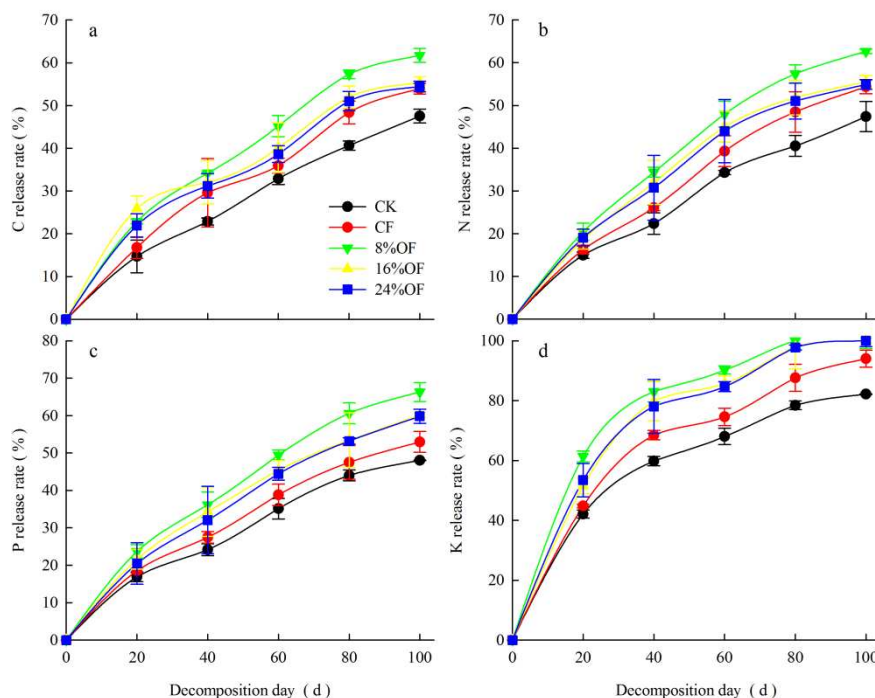 a
C release rate ( % )
70
60
50
40
30
20
10
0
CK
CF
8%OF
16%OF
24%OF
b
N release rate ( % )
70
60
50
40
30
20
10
0
c
P release rate ( % )
80
70
60
50
40
30
20
10
0
0 20 40 60 80 100
Decomposition day ( d )
d
K release rate ( % )
100
80
60
40
20
0
0 20 40 60 80 100
Decomposition day ( d )